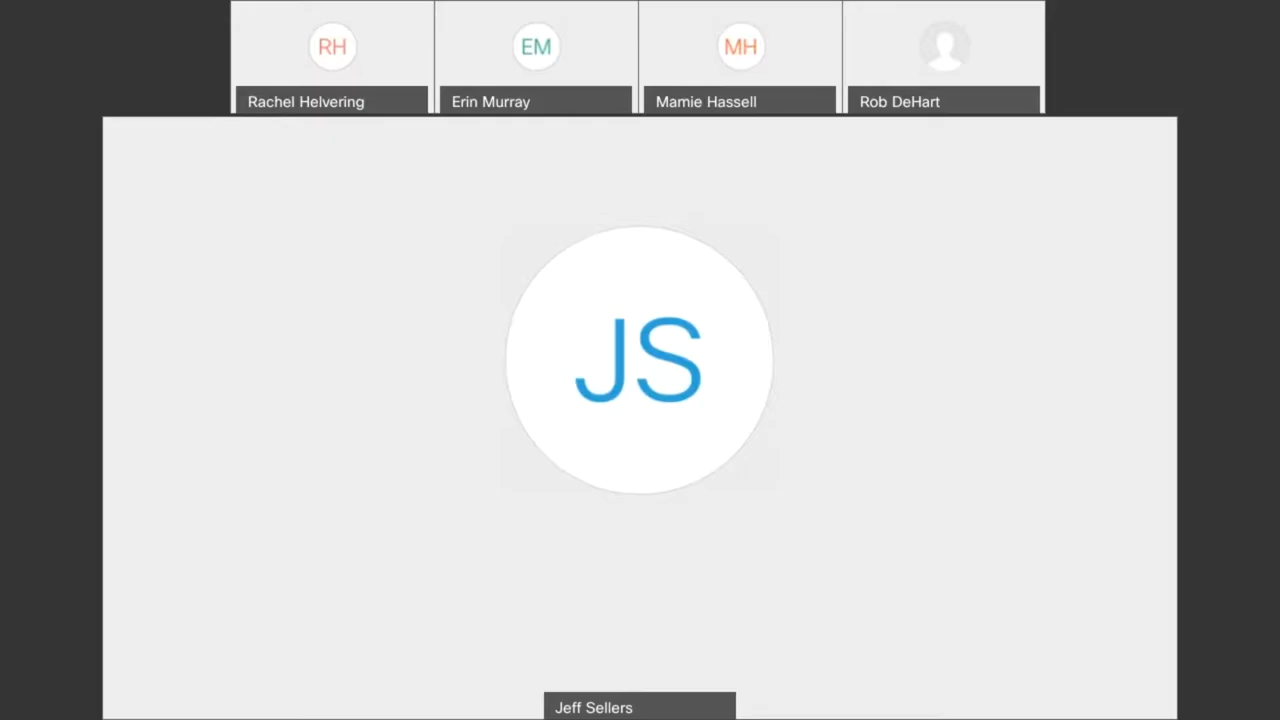 RH
EM
MH
Rachel Helvering
Erin Murray
Mamie Hassell
Rob DeHart
JS
Jeff Sellers